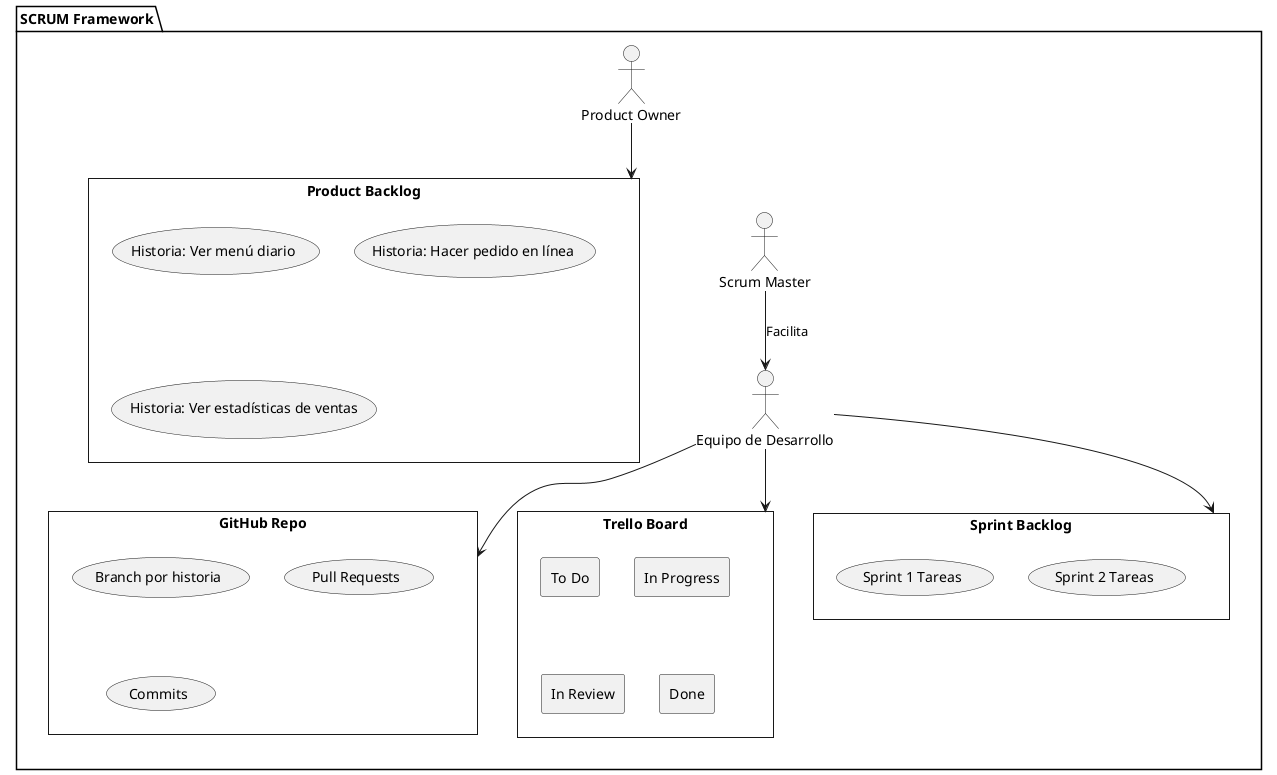 SCRUM Framework
Product Owner
Product Backlog
Historia: Ver menú diario
Historia: Hacer pedido en línea
Historia: Ver estadísticas de ventas
Scrum Master
Facilita
Equipo de Desarrollo
GitHub Repo
Branch por historia
Pull Requests
Commits
Trello Board
To Do
In Progress
In Review
Done
Sprint Backlog
Sprint 1 Tareas
Sprint 2 Tareas